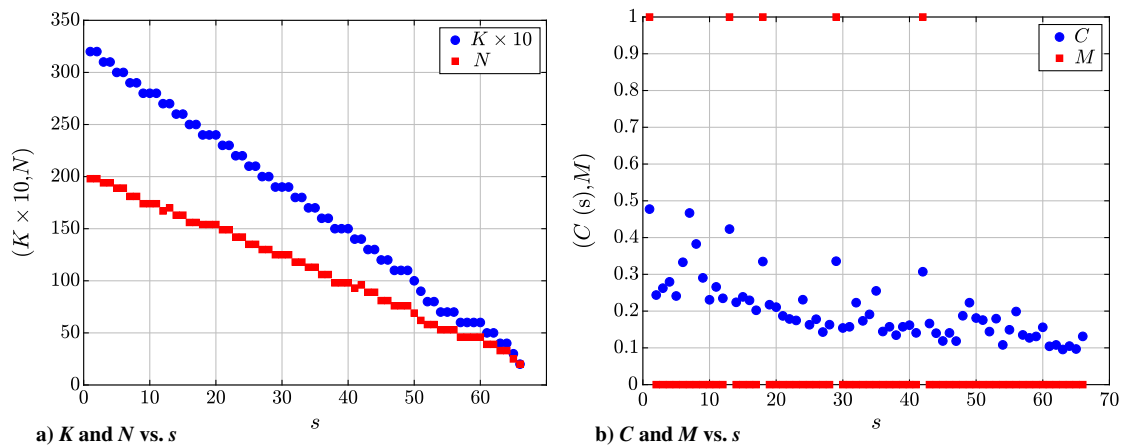 350
300
250
200
150
100
50
0
0 10 20 30 40 50 60
(K × 10,N)
s
K × 10
N
a) K and N vs. s
1
0.9
0.8
0.7
0.6
0.5
0.4
0.3
0.2
0.1
0
0 10 20 30 40 50 60 70
(C (s),M)
s
C
M
b) C and M vs. s